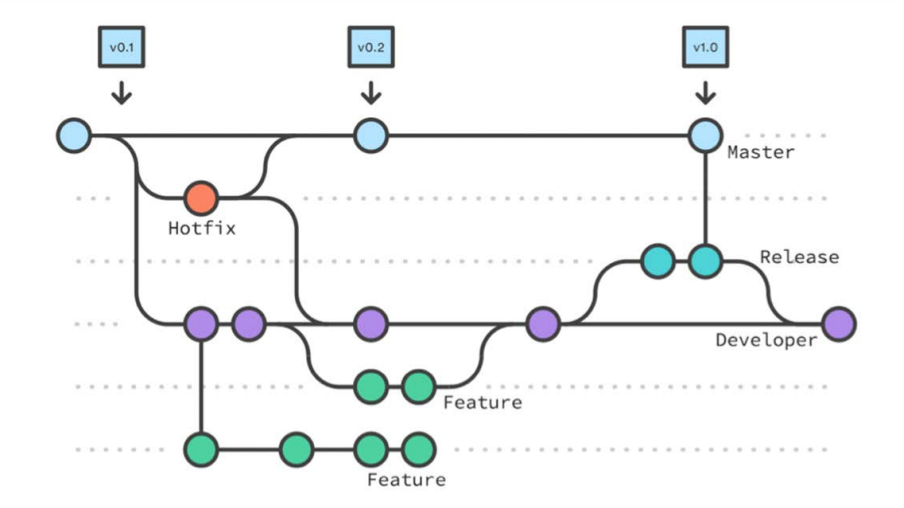 v0.1
v0.2
v1.0
Master
Hotfix
Release
Developer
Feature
Feature